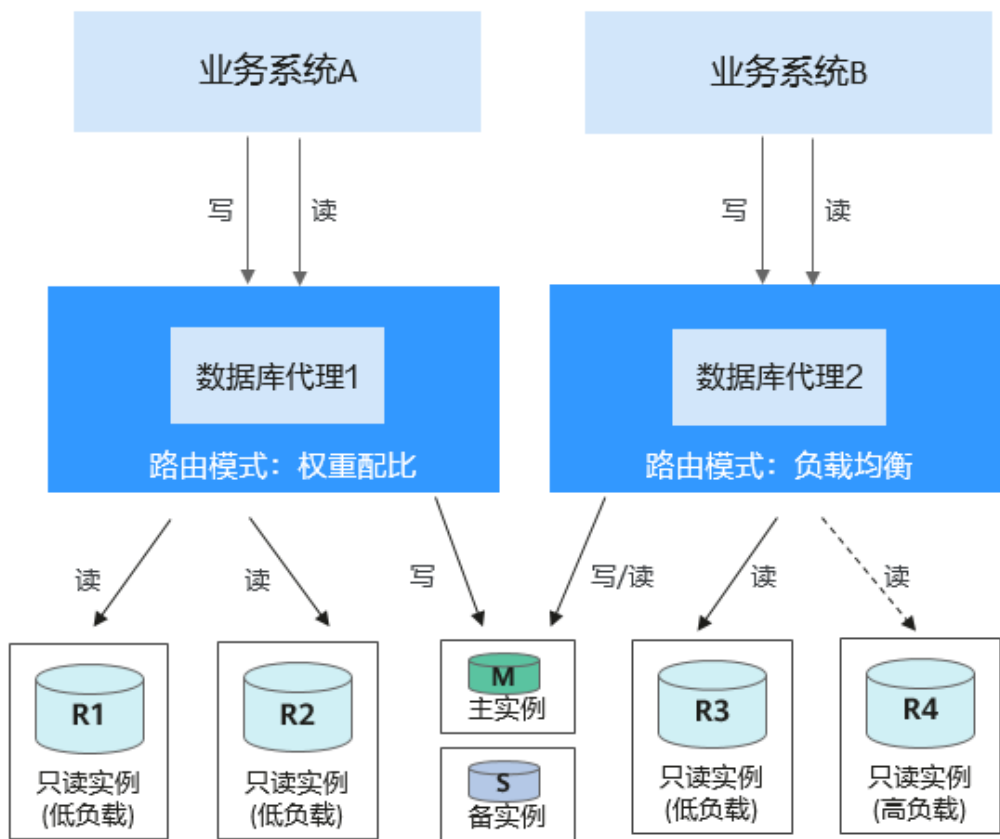 业务系统A
业务系统B
写
读
写
读
数据库代理1
数据库代理2
路由模式：权重配比
路由模式：负载均衡
读
读
写
写/读
读
读
R1
R2
M
主实例
R3
R4
只读实例
(低负载)
只读实例
(低负载)
S
备实例
只读实例
(低负载)
只读实例
(高负载)